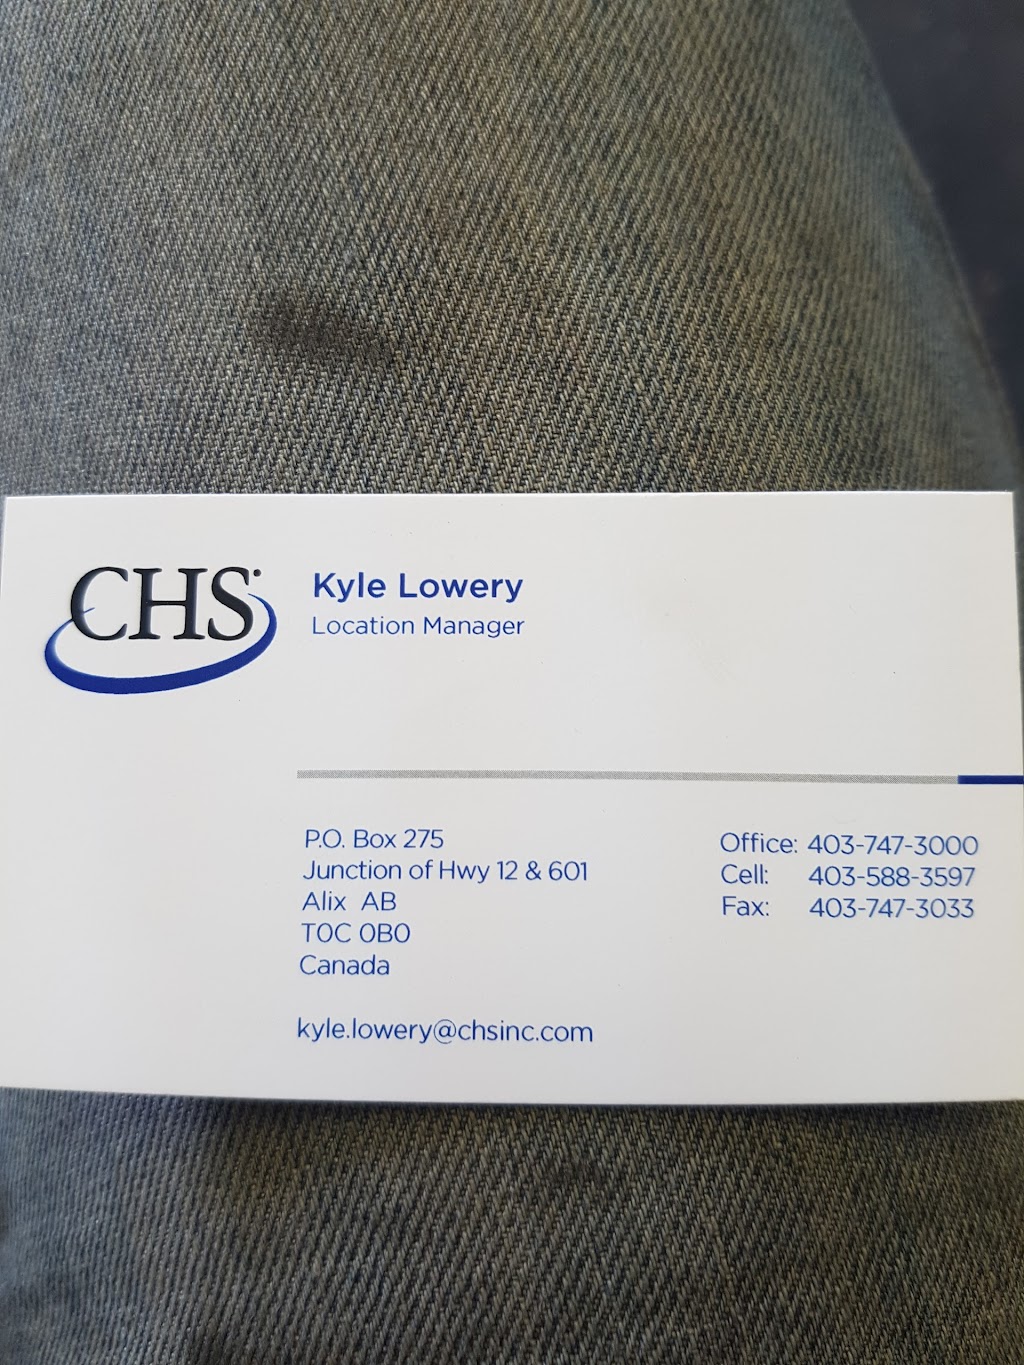 CHS
Kyle Lowery
Location Manager
P.O. Box 275
Junction of Hwy 12 & 601
Alix AB
T0C 0B0
Canada
kyle.lowery@chsinc.com
Office: 403-747-3000
Cell: 403-588-3597
Fax: 403-747-3033